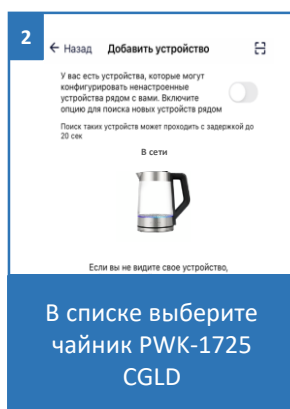 2
← Назад Добавить устройство
У вас есть устройства, которые могут
конфигурировать ненастроенные
устройства рядом с вами. Включите
опцию для поиска новых устройств рядом
Поиск таких устройств может проходить с задержкой до
20 сек
В сети
Если вы не видите свое устройство,
В списке выберите
чайник PWK-1725
CGLD